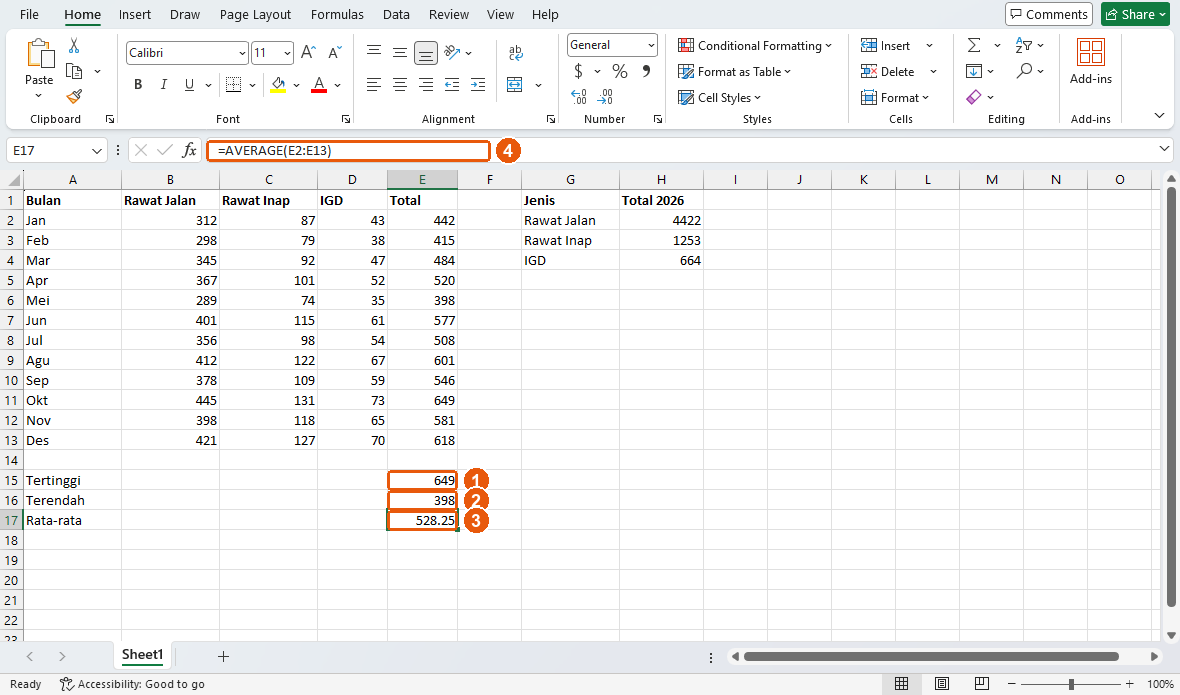 File Home Insert Draw Page Layout Formulas Data Review View Help Comments Share
Calibri 11 General Conditional Formatting Insert
Paste Format as Table Delete Add-ins
B I U A $ % Cell Styles Format
Clipboard Font Alignment Number Styles Cells Editing Add-ins
E17 fx =AVERAGE(E2:E13) 4
A B C D E F G H I J K L M N O
1 Bulan Rawat Jalan Rawat Inap IGD Total Jenis Total 2026
2 Jan 312 87 43 442 Rawat Jalan 4422
3 Feb 298 79 38 415 Rawat Inap 1253
4 Mar 345 92 47 484 IGD 664
5 Apr 367 101 52 520
6 Mei 289 74 35 398
7 Jun 401 115 61 577
8 Jul 356 98 54 508
9 Agu 412 122 67 601
10 Sep 378 109 59 546
11 Okt 445 131 73 649
12 Nov 398 118 65 581
13 Des 421 127 70 618
14
15 Tertinggi 649 1
16 Terendah 398 2
17 Rata-rata 528.25 3
18
19
20
21
22
23
Sheet1
Ready Accessibility: Good to go 100%